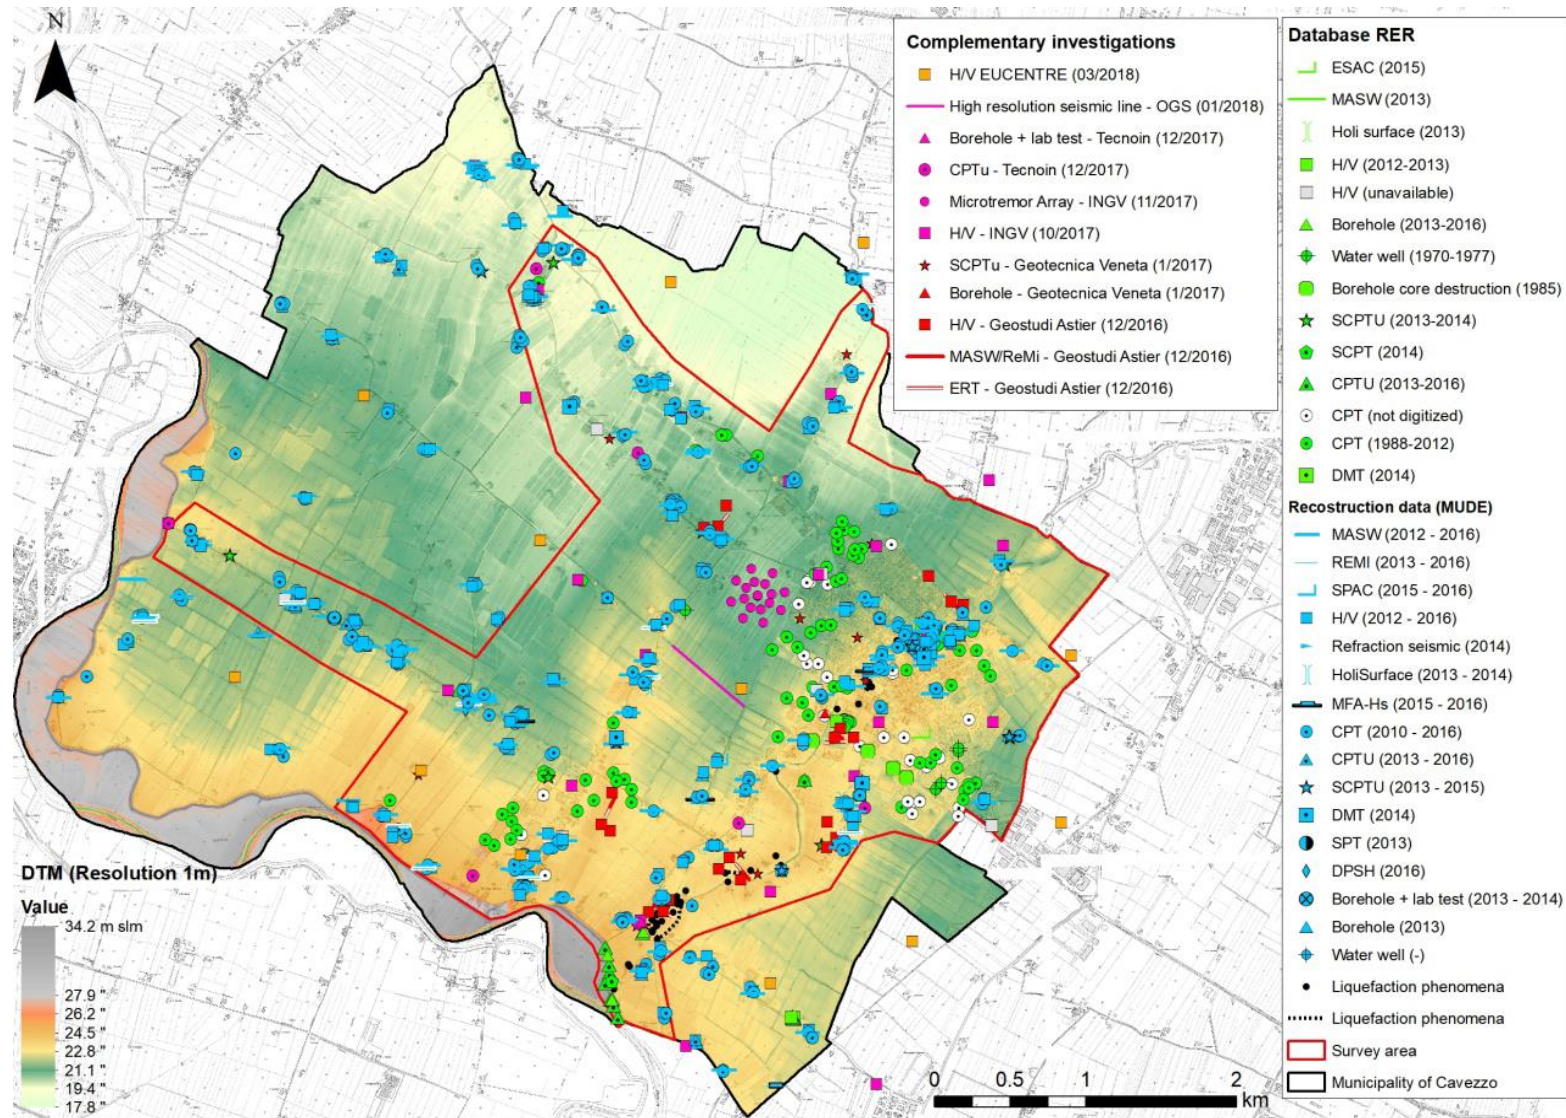 N
Complementary investigations
H/V EUCENTRE (03/2018)
High resolution seismic line - OGS (01/2018)
Borehole + lab test - Tecnoin (12/2017)
CPTu - Tecnoin (12/2017)
Microtremor Array - INGV (11/2017)
H/V - INGV (10/2017)
SCPTu - Geotecnica Veneta (1/2017)
Borehole - Geotecnica Veneta (1/2017)
H/V - Geostudi Astier (12/2016)
MASW/ReMi - Geostudi Astier (12/2016)
ERT - Geostudi Astier (12/2016)
Database RER
ESAC (2015)
MASW (2013)
Holi surface (2013)
H/V (2012-2013)
H/V (unavailable)
Borehole (2013-2016)
Water well (1970-1977)
Borehole core destruction (1985)
SCPTU (2013-2014)
SCPT (2014)
CPTU (2013-2016)
CPT (not digitized)
CPT (1988-2012)
DMT (2014)
Recostruction data (MUDE)
MASW (2012 - 2016)
REMI (2013 - 2016)
SPAC (2015 - 2016)
H/V (2012 - 2016)
Refraction seismic (2014)
HoliSurface (2013 - 2014)
MFA-Hs (2015 - 2016)
CPT (2010 - 2016)
CPTU (2013 - 2016)
SCPTU (2013 - 2015)
DMT (2014)
SPT (2013)
DPSH (2016)
Borehole + lab test (2013 - 2014)
Borehole (2013)
Water well (-)
Liquefaction phenomena
Liquefaction phenomena
Survey area
Municipality of Cavezzo
DTM (Resolution 1m)
Value
34.2 m slm
27.9 "
26.2 "
24.5 "
22.8 "
21.1 "
19.4 "
17.8 "
0 0.5 1 2
km